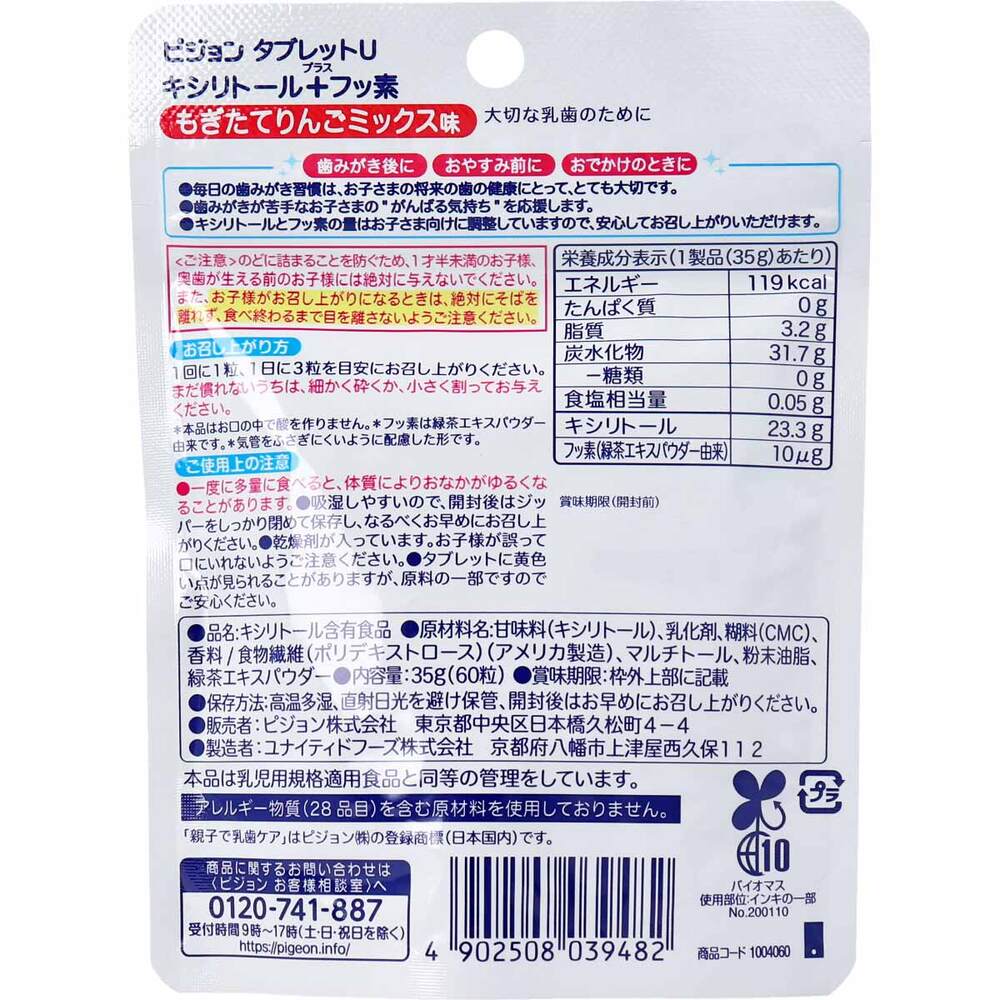 ピジョン タブレットU
プラス
キシリトール+フッ素
もぎたてりんごミックス味
大切な乳歯のために
歯みがき後に おやすみ前に おでかけのときに
●毎日の歯みがき習慣は、お子さまの将来の歯の健康にとって、とても大切です。
●歯みがきが苦手なお子さまの"がんばる気持ち"を応援します。
●キシリトールとフッ素の量はお子さま向けに調整していますので、安心してお召し上がりいただけます。
<ご注意>のどに詰まることを防ぐため、1才半未満のお子様、
奥歯が生える前のお子様には絶対に与えないでください。
また、お子様がお召し上がりになるときは、絶対にそばを
離れず、食べ終わるまで目を離さないようご注意ください。
お召し上がり方
1回に1粒、1日に3粒を目安にお召し上がりください。
まだ慣れないうちは、細かく砕くか、小さく割ってお与え
ください。
*本品はお口の中で酸を作りません。*フッ素は緑茶エキスパウダー
由来です。*気管をふさぎにくいように配慮した形です。
ご使用上の注意
●一度に多量に食べると、体質によりおなかがゆるくな
ることがあります。●吸湿しやすいので、開封後はジッ
パーをしっかり閉めて保存し、なるべくお早めにお召し上
がりください。●乾燥剤が入っています。お子様が誤って
口にいれないようご注意ください。●タブレットに黄色
い点が見られることがありますが、原料の一部ですので
ご安心ください。
栄養成分表示(1製品(35g)あたり)
エネルギー 119kcal
たんぱく質 0g
脂質 3.2g
炭水化物 31.7g
-糖類 0g
食塩相当量 0.05g
キシリトール 23.3g
フッ素(緑茶エキスパウダー由来) 10μg
賞味期限(開封前)
●品名:キシリトール含有食品 ●原材料名:甘味料(キシリトール)、乳化剤、糊料(CMC)、
香料/食物繊維(ポリデキストロース)(アメリカ製造)、マルチトール、粉末油脂、
緑茶エキスパウダー●内容量:35g(60粒) ●賞味期限:枠外上部に記載
●保存方法:高温多湿、直射日光を避け保管、開封後はお早めにお召し上がりください。
●販売者:ピジョン株式会社 東京都中央区日本橋久松町4-4
●製造者:ユナイティドフーズ株式会社 京都府八幡市上津屋西久保112
本品は乳児用規格適用食品と同等の管理をしています。
アレルギー物質(28品目)を含む原材料を使用しておりません。
「親子で乳歯ケア」はピジョン㈱の登録商標(日本国内)です。
商品に関するお問い合わせは
〈ピジョン お客様相談室〉へ
0120-741-887
受付時間9時~17時(土・日・祝日を除く)
https://pigeon.info/
4 902508 039482
プラ
10
バイオマス
使用部位:インキの一部
No.200110
商品コード 1004060